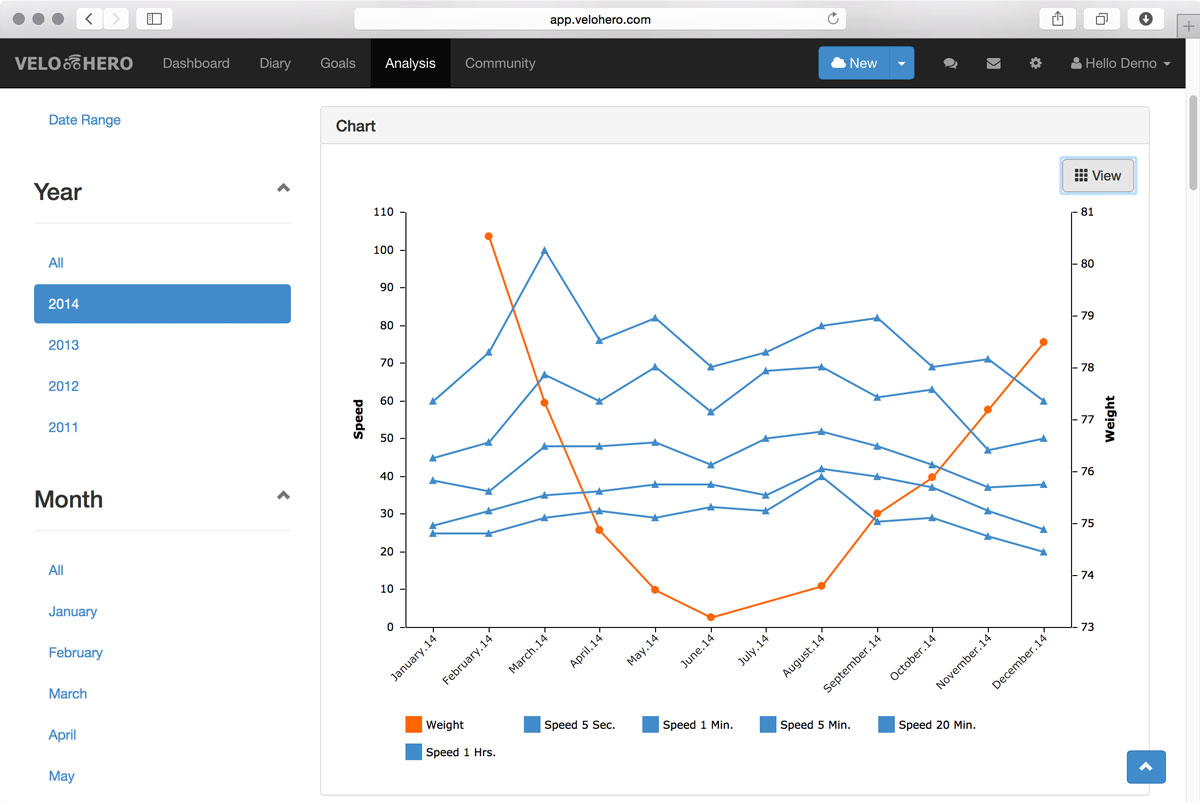 app.velohero.com
VELO HERO Dashboard Diary Goals Analysis Community New Hello Demo
Date Range
Year
All
2014
2013
2012
2011
Month
All
January
February
March
April
May
Chart
View
110
100
90
80
70
60
50
40
30
20
10
0
Speed
81
80
79
78
77
76
75
74
73
Weight
January.14
February.14
March.14
April.14
May.14
June.14
July.14
August.14
September.14
October.14
November.14
December.14
Weight Speed 5 Sec. Speed 1 Min. Speed 5 Min. Speed 20 Min.
Speed 1 Hrs.